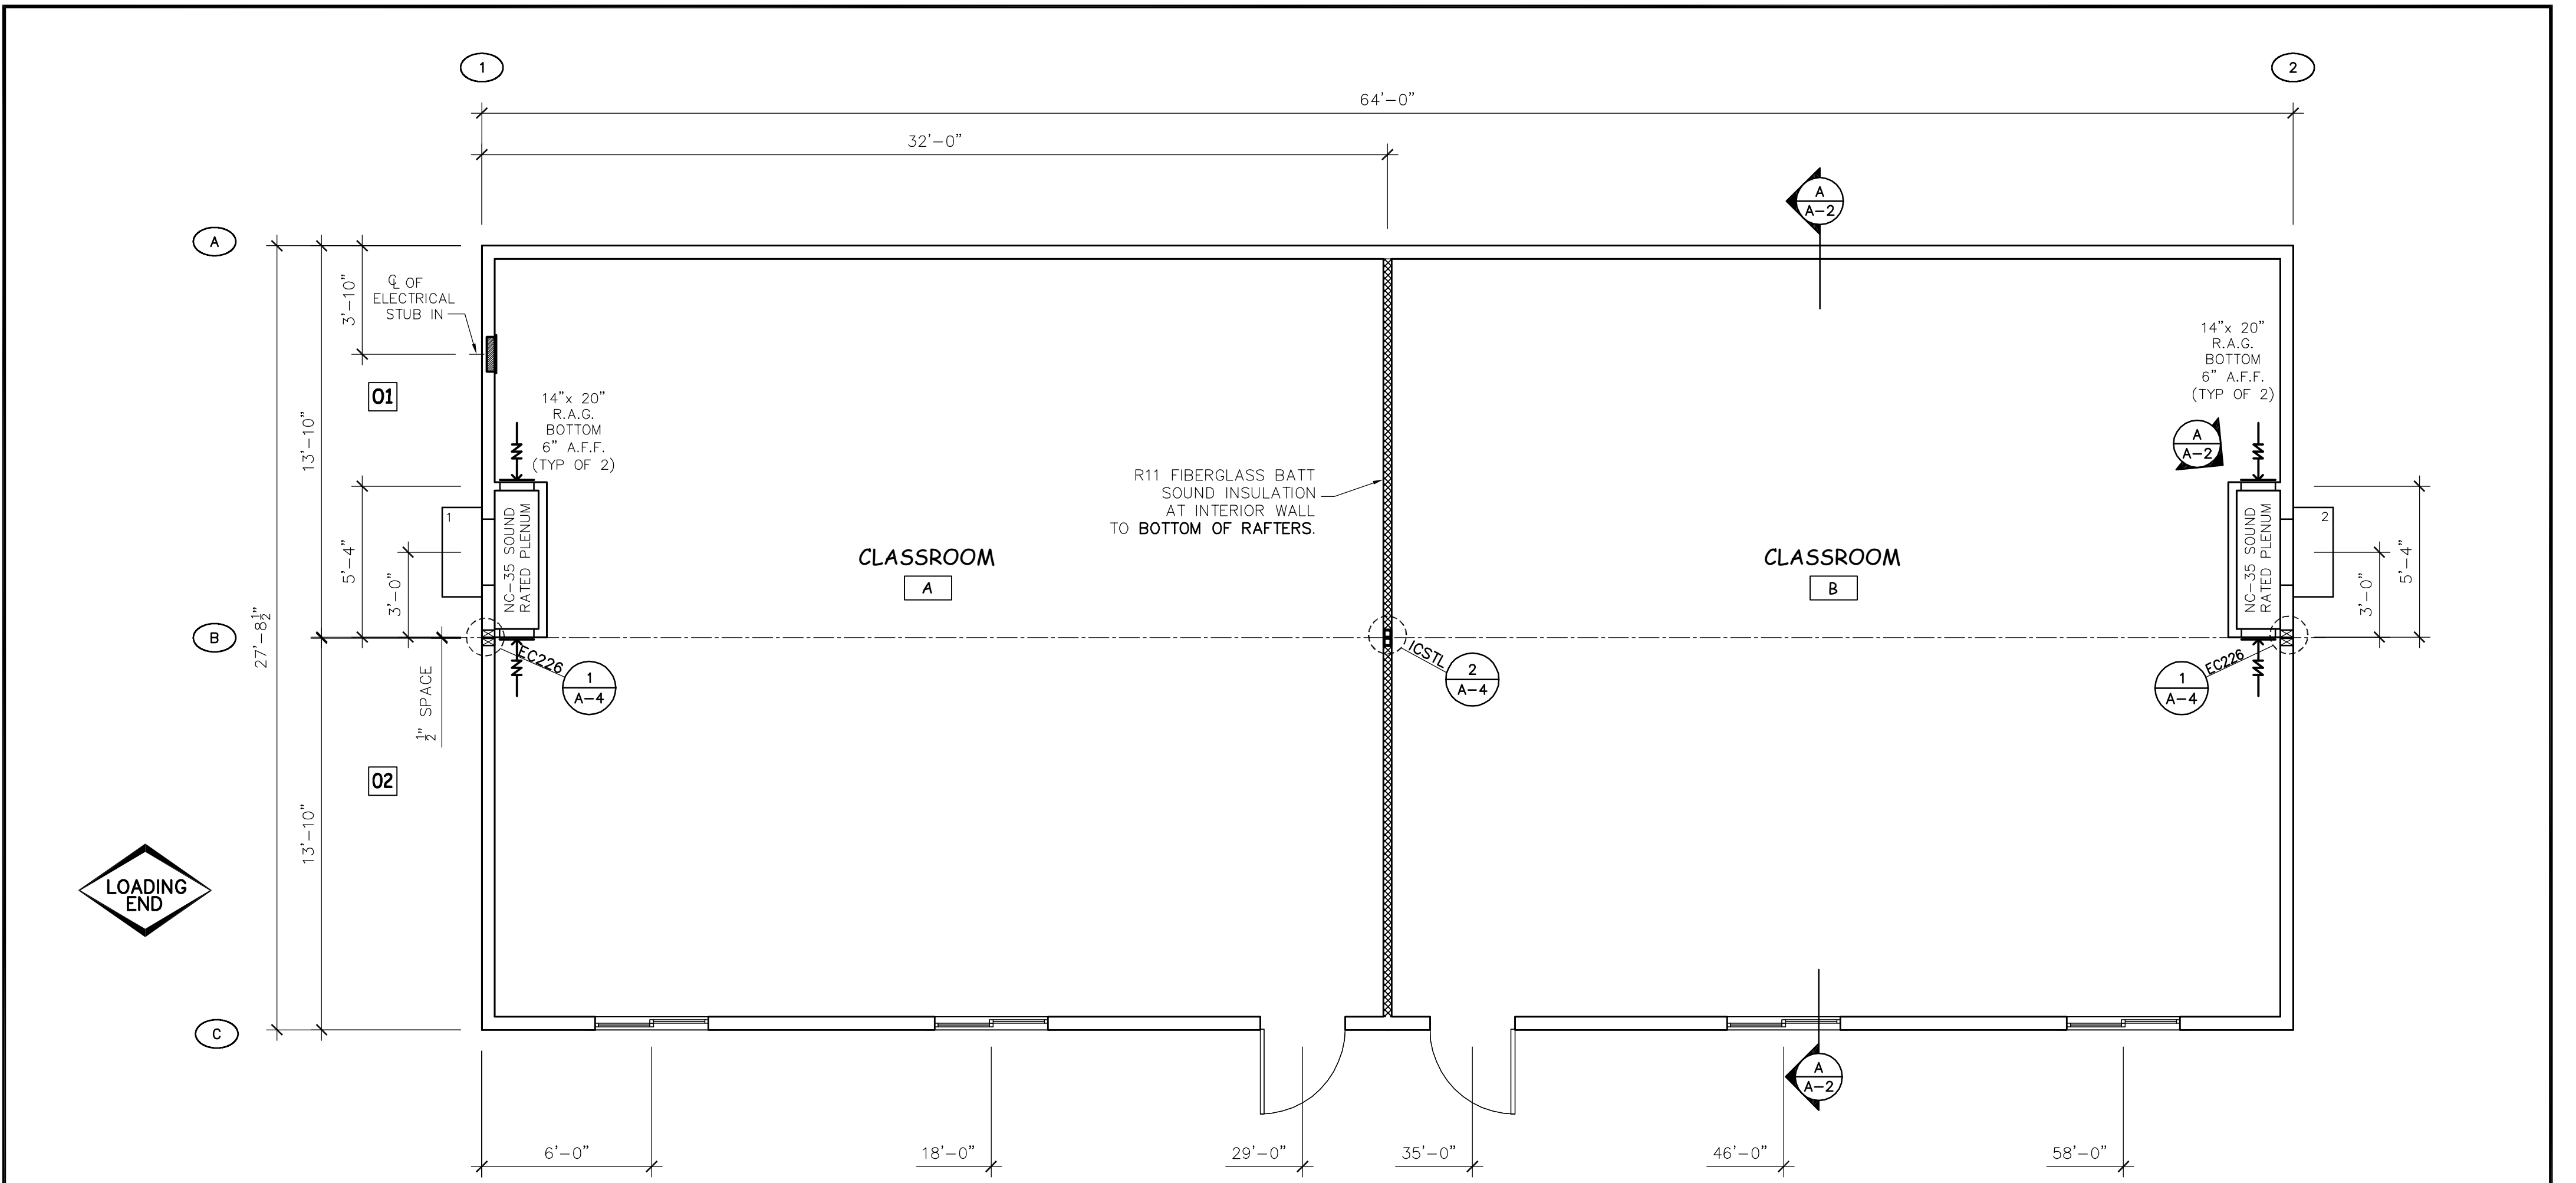 1
2
64'-0"
32'-0"
A
A-2
A
3'-10"
℄ OF
ELECTRICAL
STUB IN
01
13'-10"
14"x 20"
R.A.G.
BOTTOM
6" A.F.F.
(TYP OF 2)
14"x 20"
R.A.G.
BOTTOM
6" A.F.F.
(TYP OF 2)
A
A-2
R11 FIBERGLASS BATT
SOUND INSULATION
AT INTERIOR WALL
TO BOTTOM OF RAFTERS.
1
NC-35 SOUND
RATED PLENUM
5'-4"
3'-0"
CLASSROOM
A
CLASSROOM
B
NC-35 SOUND
RATED PLENUM
2
5'-4"
3'-0"
B
27'-8½"
EC226
1
A-4
ICSTL
2
A-4
EC226
1
A-4
½" SPACE
02
13'-10"
LOADING
END
C
A
A-2
6'-0"
18'-0"
29'-0"
35'-0"
46'-0"
58'-0"